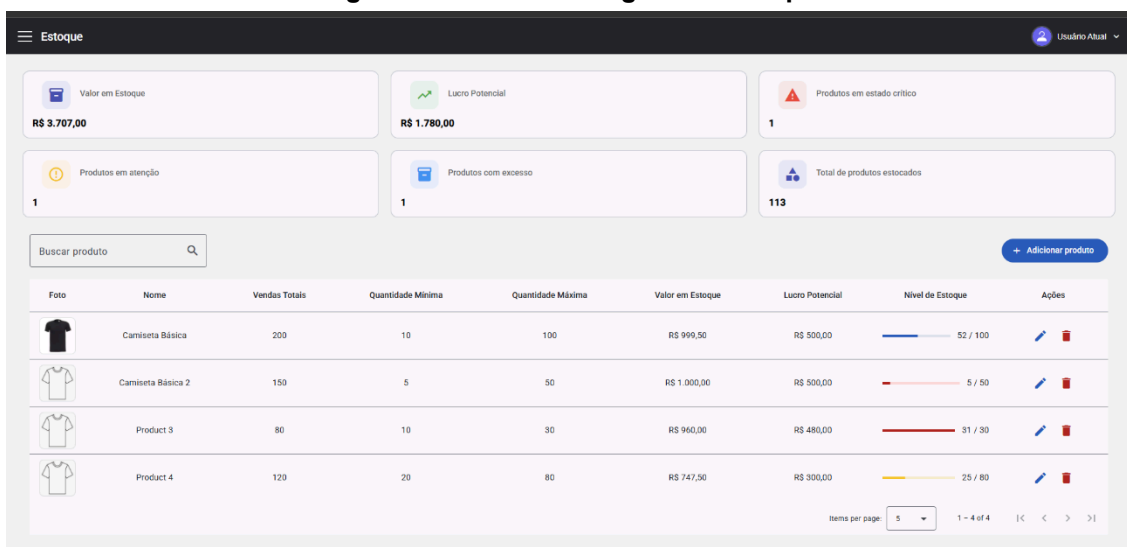 Estoque
Usuário Atual
Valor em Estoque
R$ 3.707,00
Lucro Potencial
R$ 1.780,00
Produtos em estado crítico
1
Produtos em atenção
1
Produtos com excesso
1
Total de produtos estocados
113
Buscar produto
+ Adicionar produto
Foto Nome Vendas Totais Quantidade Mínima Quantidade Máxima Valor em Estoque Lucro Potencial Nível de Estoque Ações
Camiseta Básica 200 10 100 R$ 999,50 R$ 500,00 52 / 100
Camiseta Básica 2 150 5 50 R$ 1.000,00 R$ 500,00 5 / 50
Product 3 80 10 30 R$ 960,00 R$ 480,00 31 / 30
Product 4 120 20 80 R$ 747,50 R$ 300,00 25 / 80
Items per page: 5 1 – 4 of 4